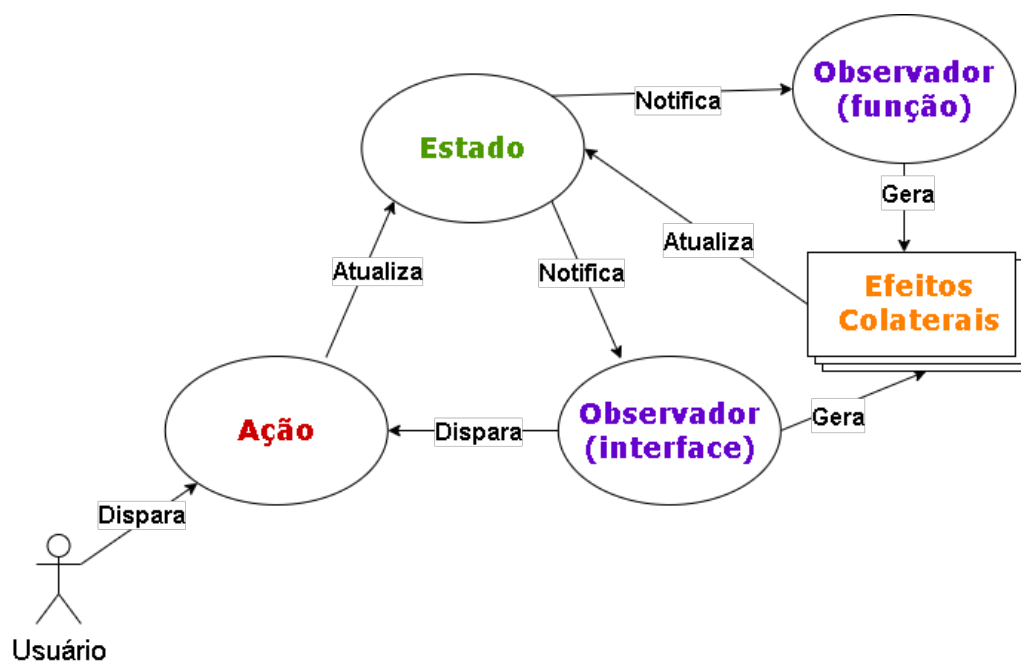 Observador
(função)
Notifica
Estado
Gera
Atualiza
Atualiza
Notifica
Efeitos
Colaterais
Ação
Dispara
Observador
(interface)
Gera
Dispara
Usuário